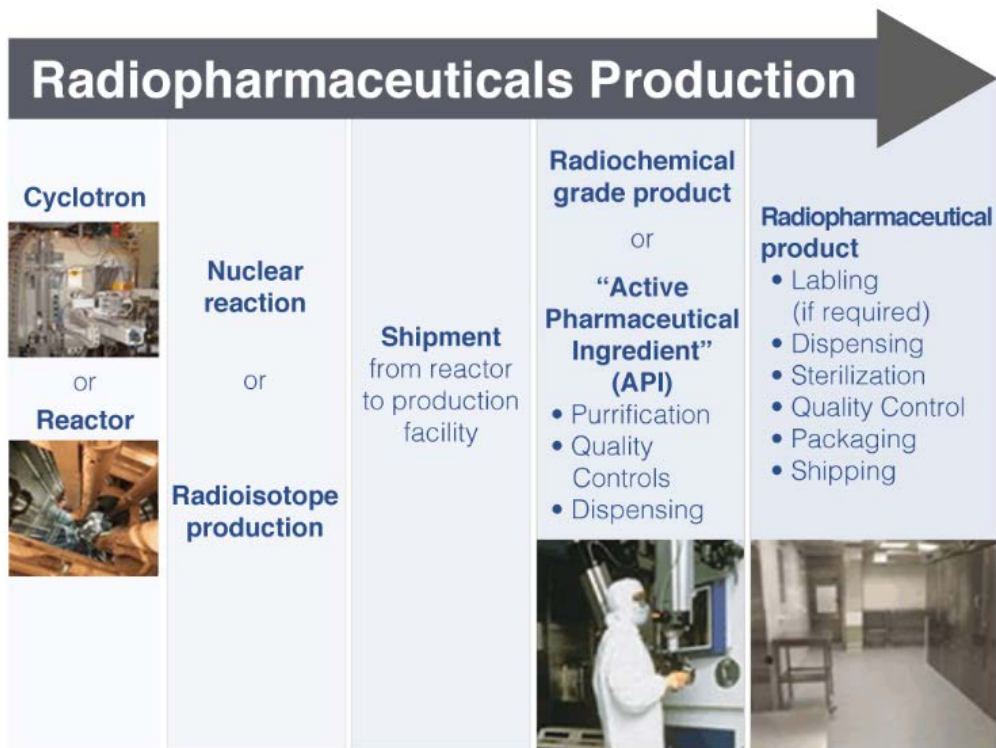 Radiopharmaceuticals Production
Cyclotron
or
Reactor
Nuclear
reaction
or
Radioisotope
production
Shipment
from reactor
to production
facility
Radiochemical
grade product
or
“Active
Pharmaceutical
Ingredient”
(API)
• Purrification
• Quality
Controls
• Dispensing
Radiopharmaceutical
product
• Labling
(if required)
• Dispensing
• Sterilization
• Quality Control
• Packaging
• Shipping